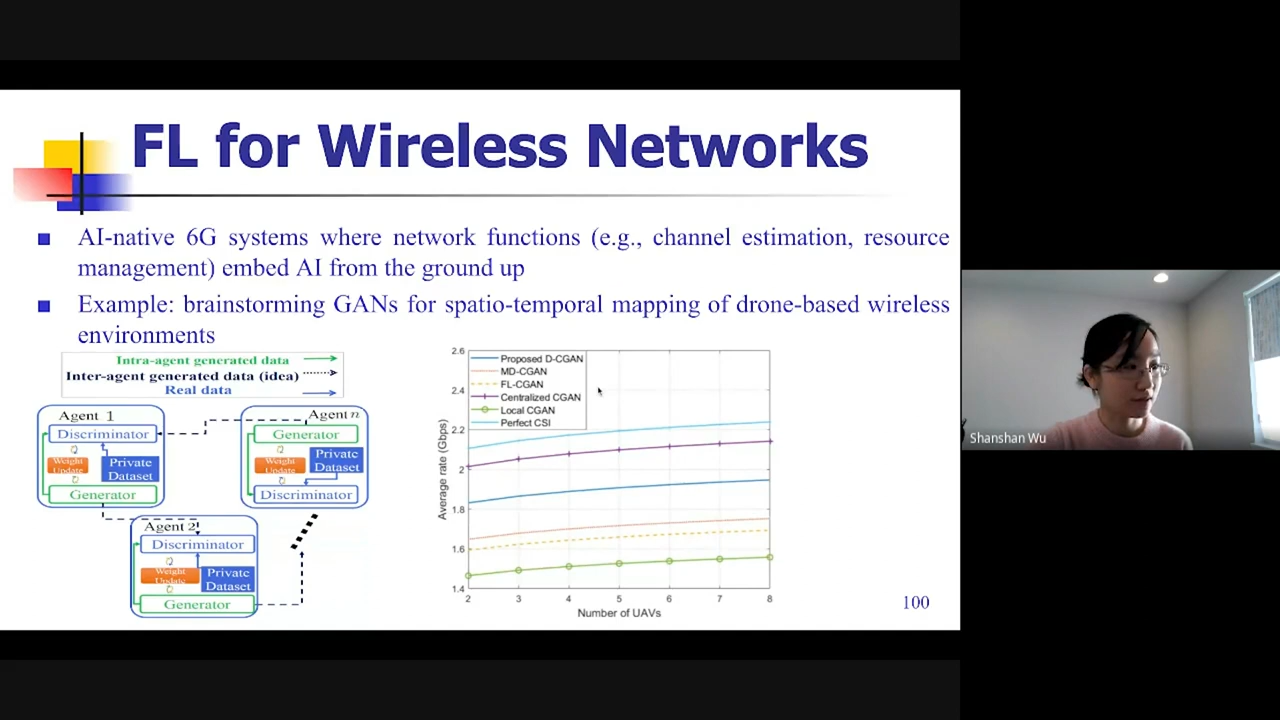 FL for Wireless Networks
AI-native 6G systems where network functions (e.g., channel estimation, resource
management) embed AI from the ground up
Example: brainstorming GANs for spatio-temporal mapping of drone-based wireless
environments
Intra-agent generated data
Inter-agent generated data (idea)
Real data
Agent 1
Discriminator
Weight
Update
Private
Dataset
Generator
Agent n
Generator
Weight
Update
Private
Dataset
Discriminator
Agent 2
Discriminator
Weight
Update
Private
Dataset
Generator
2.6
2.4
2.2
2
1.8
1.6
1.4
Average rate (Gbps)
Proposed D-CGAN
MD-CGAN
FL-CGAN
Centralized CGAN
Local CGAN
Perfect CSI
2 3 4 5 6 7 8
Number of UAVs
100
Shanshan Wu